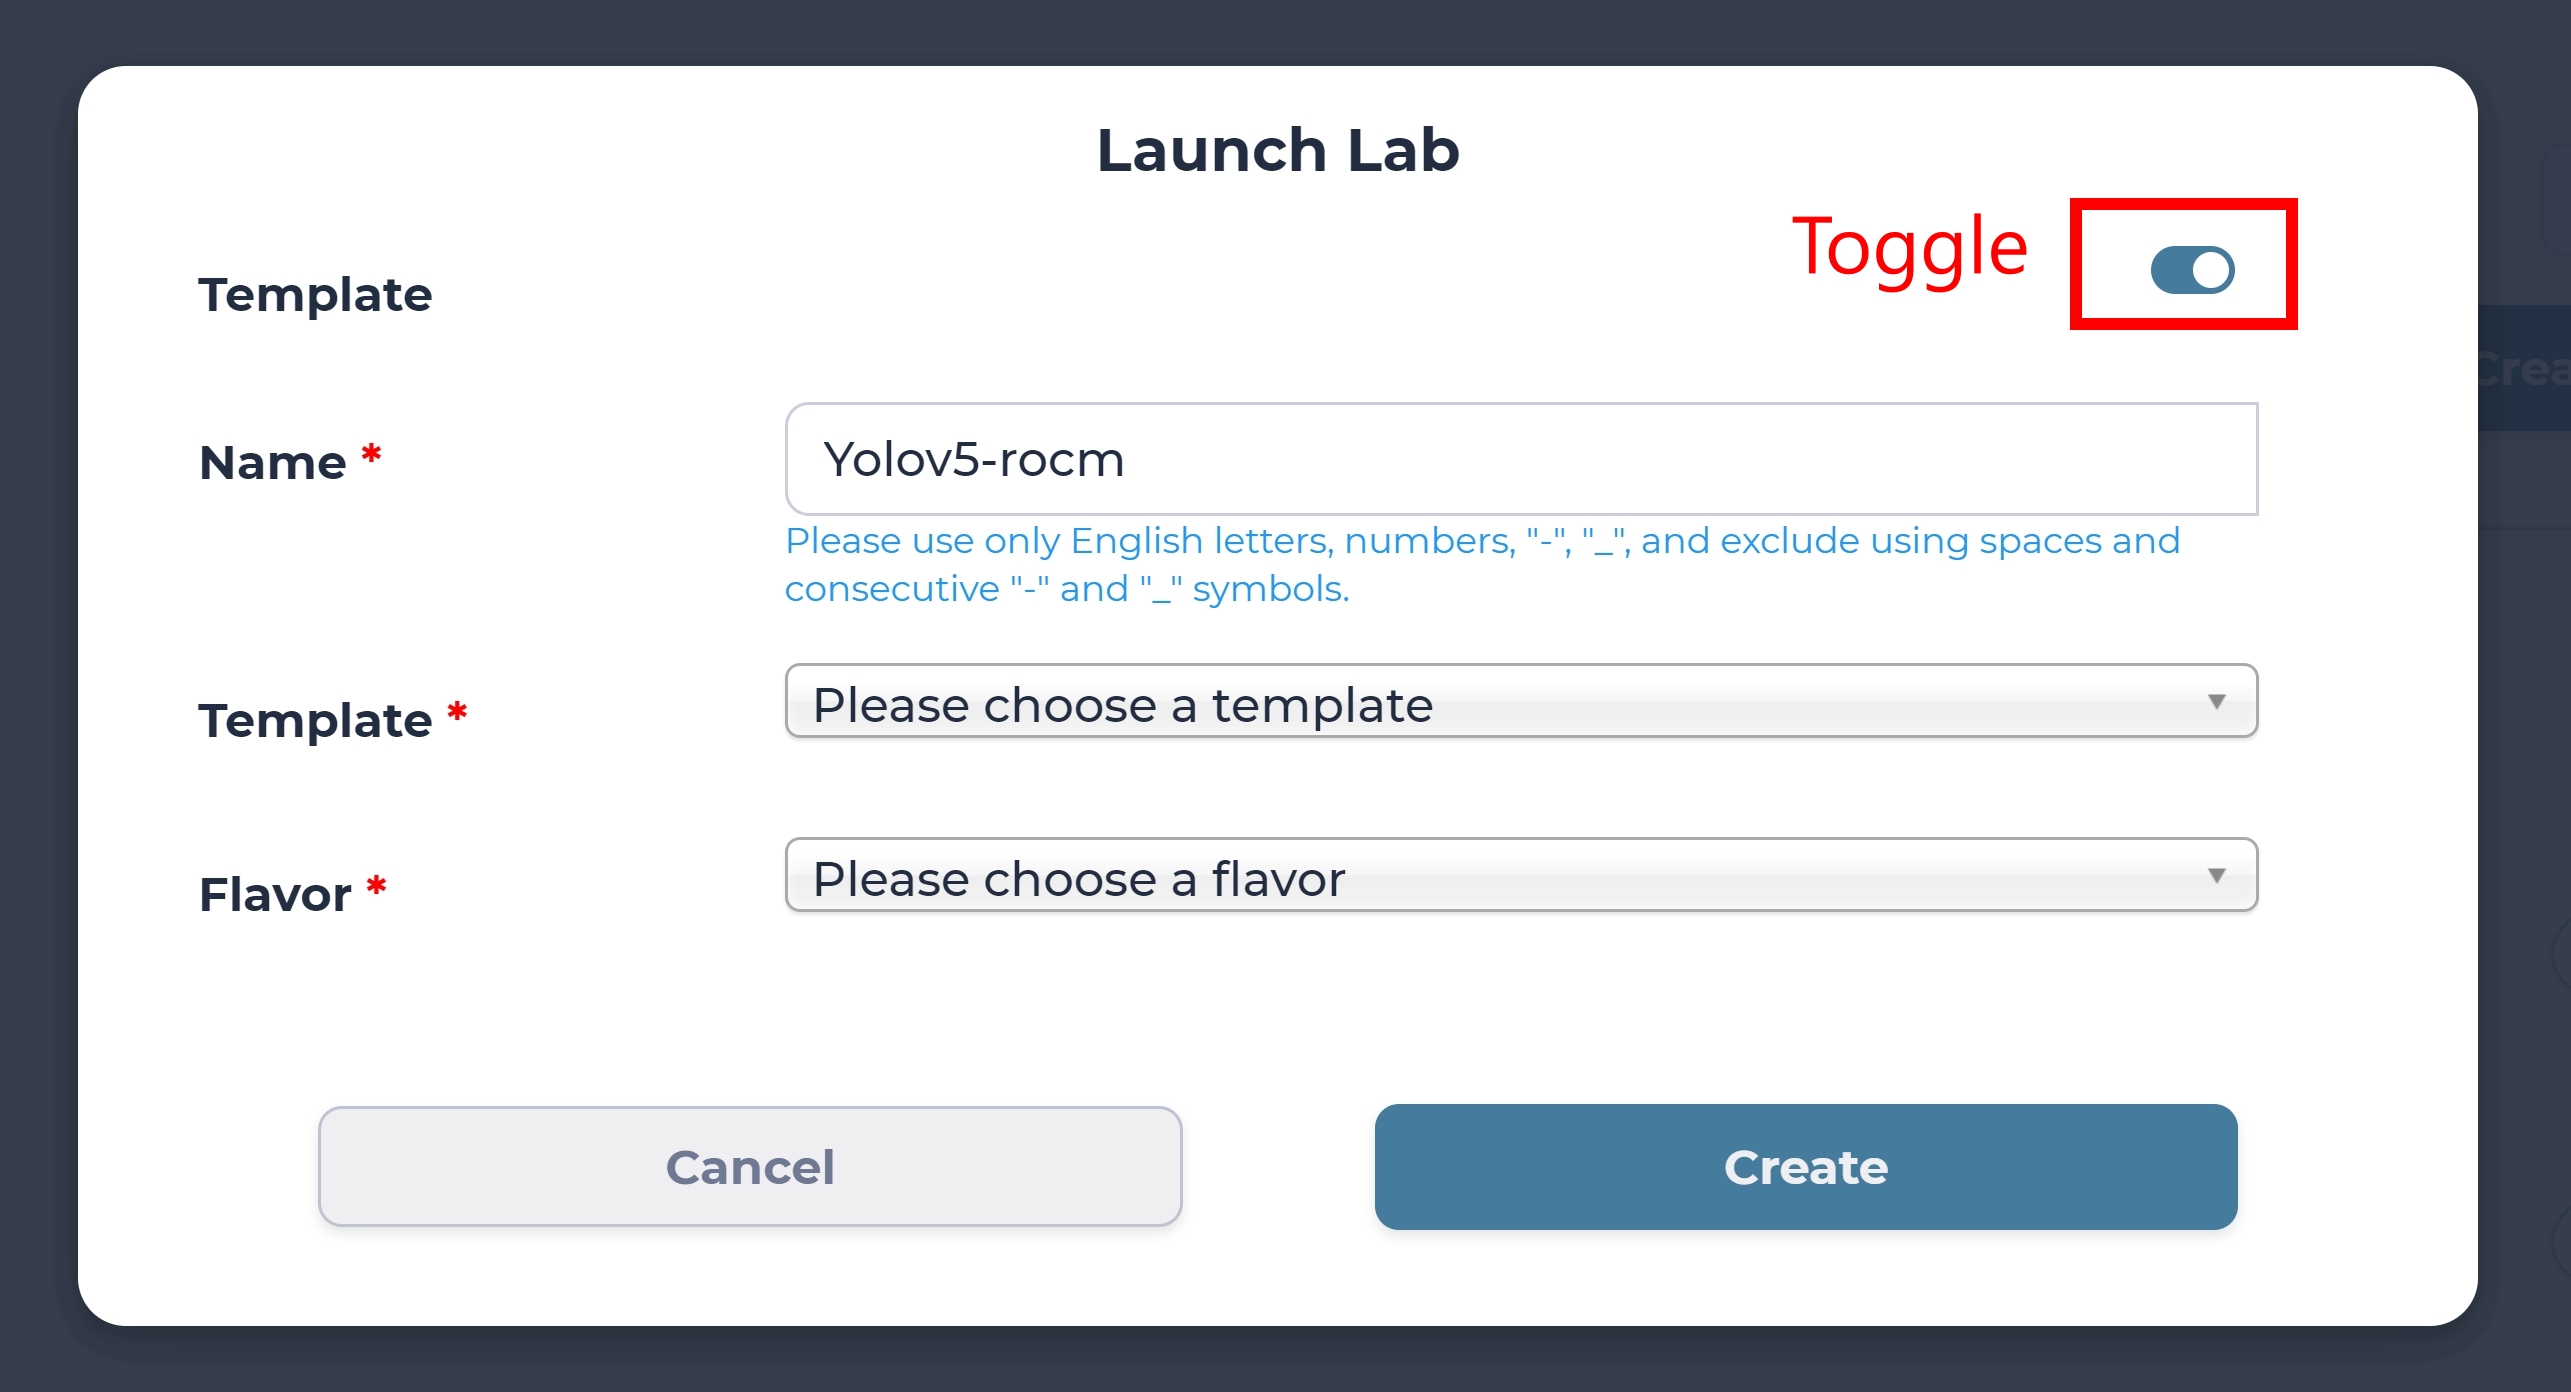 Launch Lab
Toggle
Template
Name *
Yolov5-rocm
Please use only English letters, numbers, "-", "_", and exclude using spaces and
consecutive "-" and "_" symbols.
Template *
Please choose a template
Flavor *
Please choose a flavor
Cancel
Create
Crea